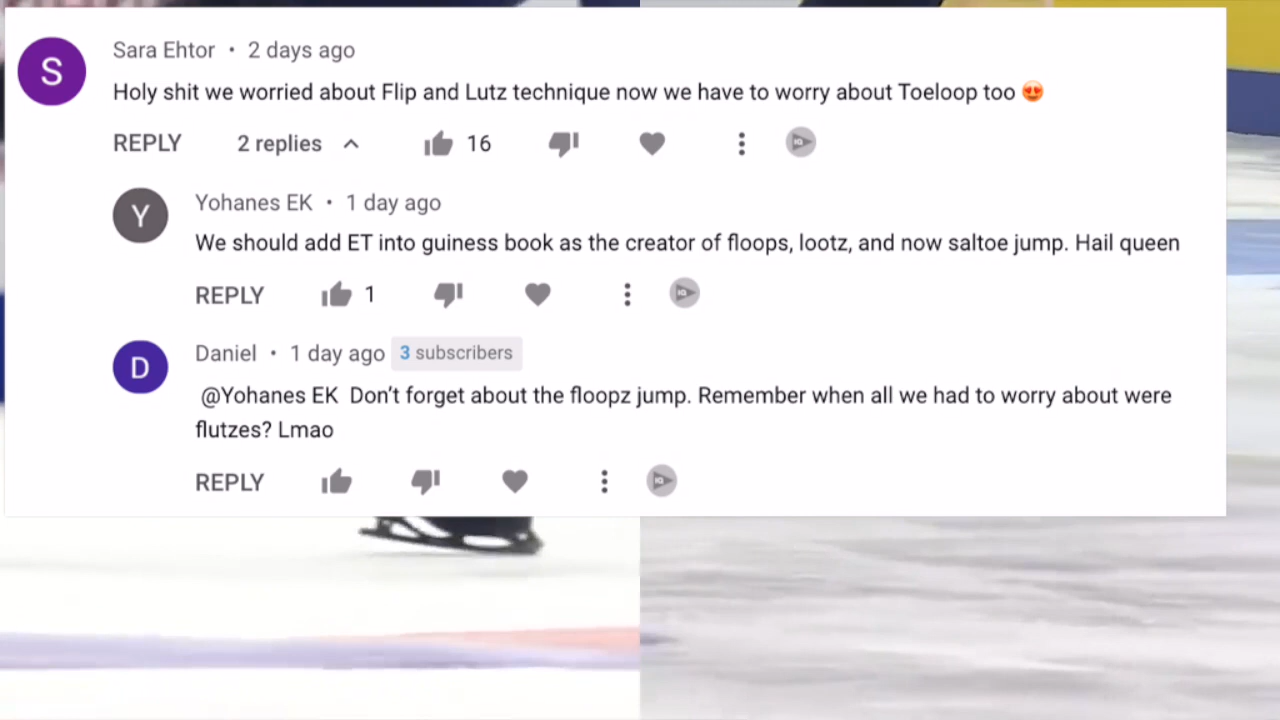 S
Sara Ehtor • 2 days ago
Holy shit we worried about Flip and Lutz technique now we have to worry about Toeloop too 😍
REPLY 2 replies 16
Y
Yohanes EK • 1 day ago
We should add ET into guiness book as the creator of floops, lootz, and now saltoe jump. Hail queen
REPLY 1
D
Daniel • 1 day ago 3 subscribers
@Yohanes EK Don’t forget about the floopz jump. Remember when all we had to worry about were
flutzes? Lmao
REPLY